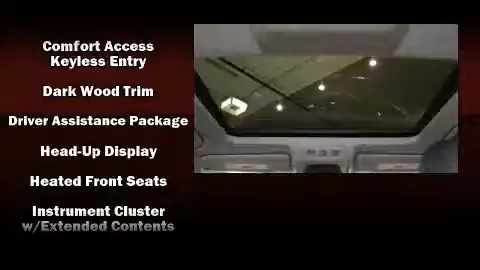 Comfort Access
Keyless Entry
Dark Wood Trim
Driver Assistance Package
Head-Up Display
Heated Front Seats
Instrument Cluster
w/Extended Contents